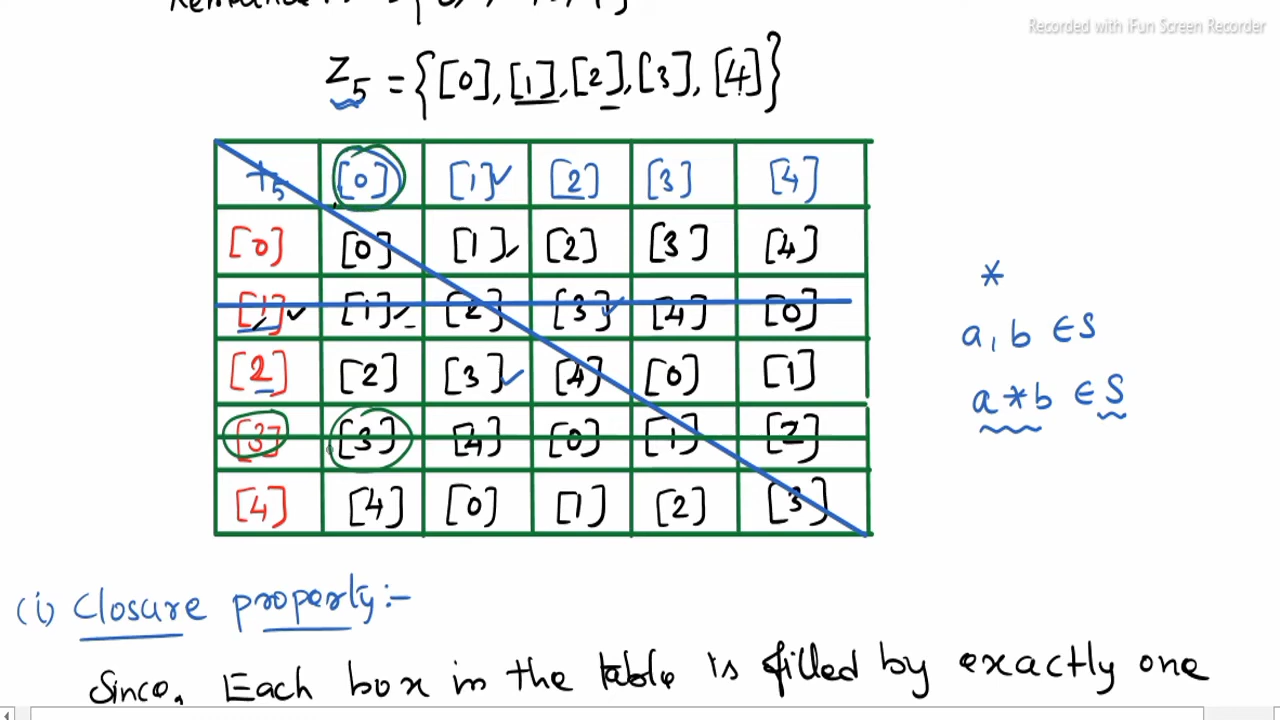 Recorded with iFun Screen Recorder
Z5 = {[0], [1], [2], [3], [4]}
+5 [0] [1] [2] [3] [4]
[0] [0] [1] [2] [3] [4]
[1] [1] [2] [3] [4] [0]
[2] [2] [3] [4] [0] [1]
[3] [3] [4] [0] [1] [2]
[4] [4] [0] [1] [2] [3]
*
a, b ∈ S
a * b ∈ S
(i) Closure property:-
Since, Each box in the table is filled by exactly one